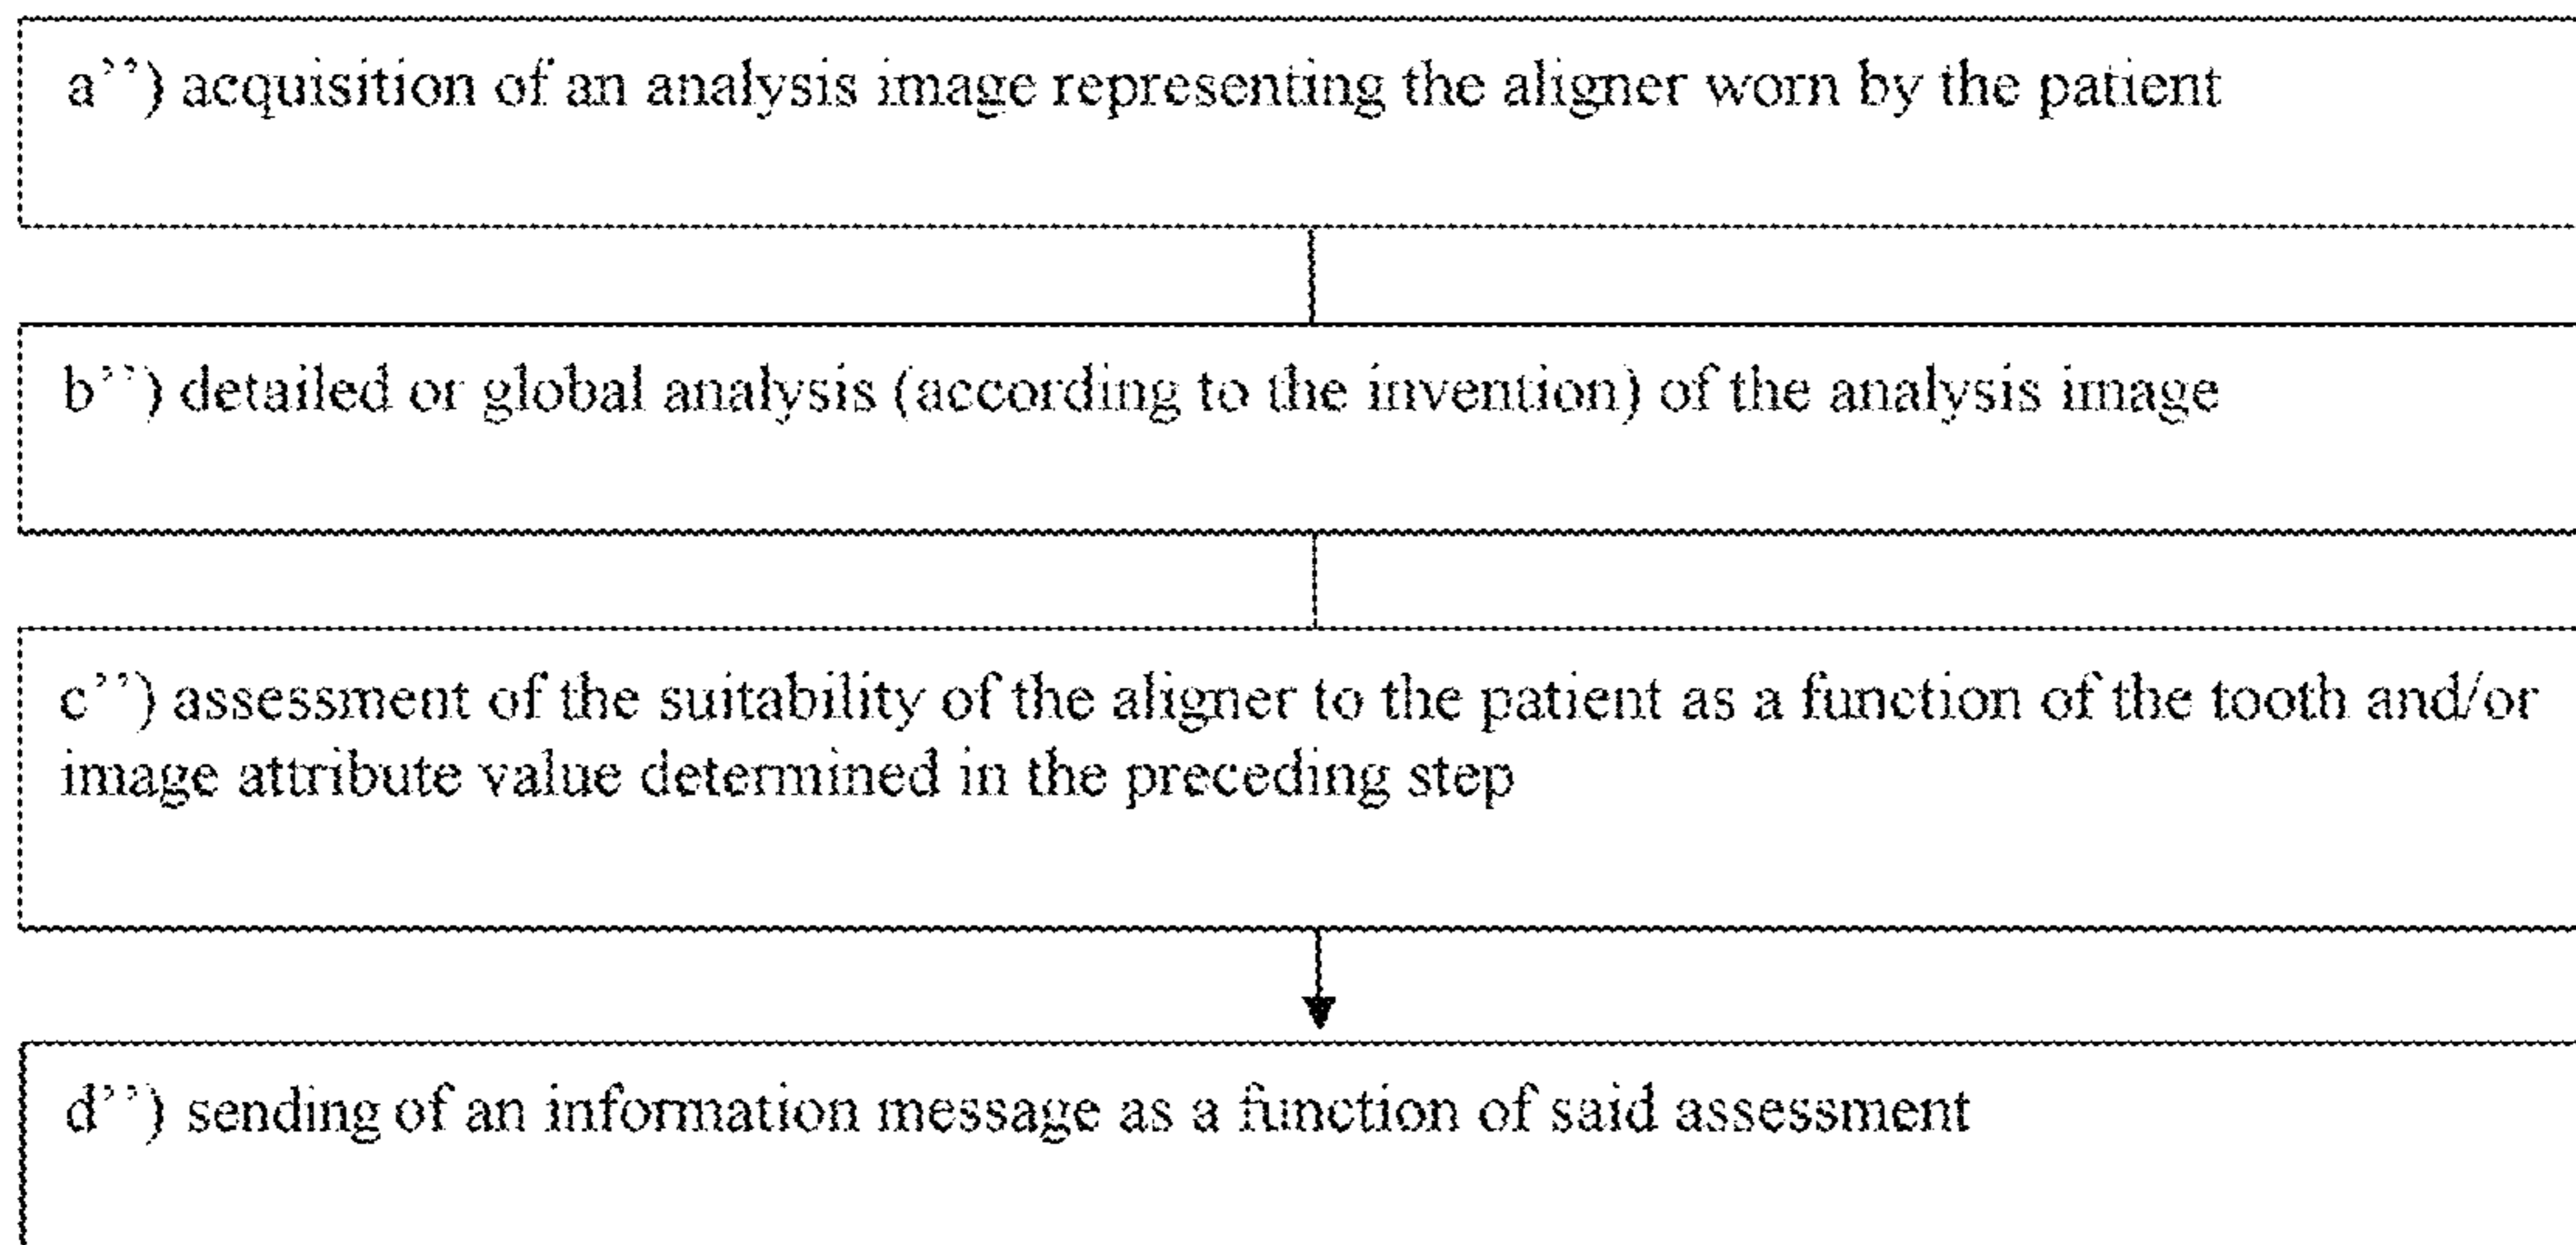 a’’) acquisition of an analysis image representing the aligner worn by the patient
b’’) detailed or global analysis (according to the invention) of the analysis image
c’’) assessment of the suitability of the aligner to the patient as a function of the tooth and/or
image attribute value determined in the preceding step
d’’) sending of an information message as a function of said assessment